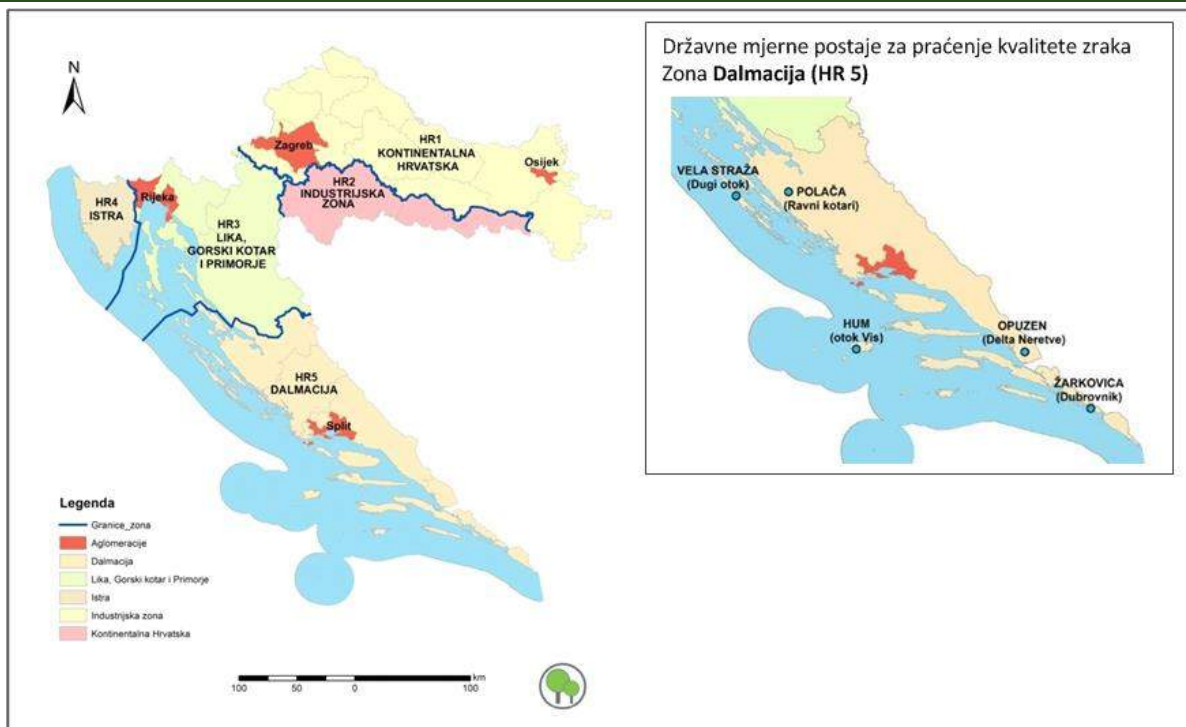 N
Zagreb
HR1
KONTINENTALNA
HRVATSKA
Osijek
HR2
INDUSTRIJSKA
ZONA
Rijeka
HR4
ISTRA
HR3
LIKA,
GORSKI KOTAR
I PRIMORJE
HR5
DALMACIJA
Split
Legenda
Granice_zona
Aglomeracije
Dalmacija
Lika, Gorski kotar i Primorje
Istra
Industrijska zona
Kontinentalna Hrvatska
km
100 50 0 100
Državne mjerne postaje za praćenje kvalitete zraka
Zona Dalmacija (HR 5)
VELA STRAŽA
(Dugi otok)
POLAČA
(Ravni kotari)
HUM
(otok Vis)
OPUZEN
(Delta Neretve)
ŽARKOVICA
(Dubrovnik)